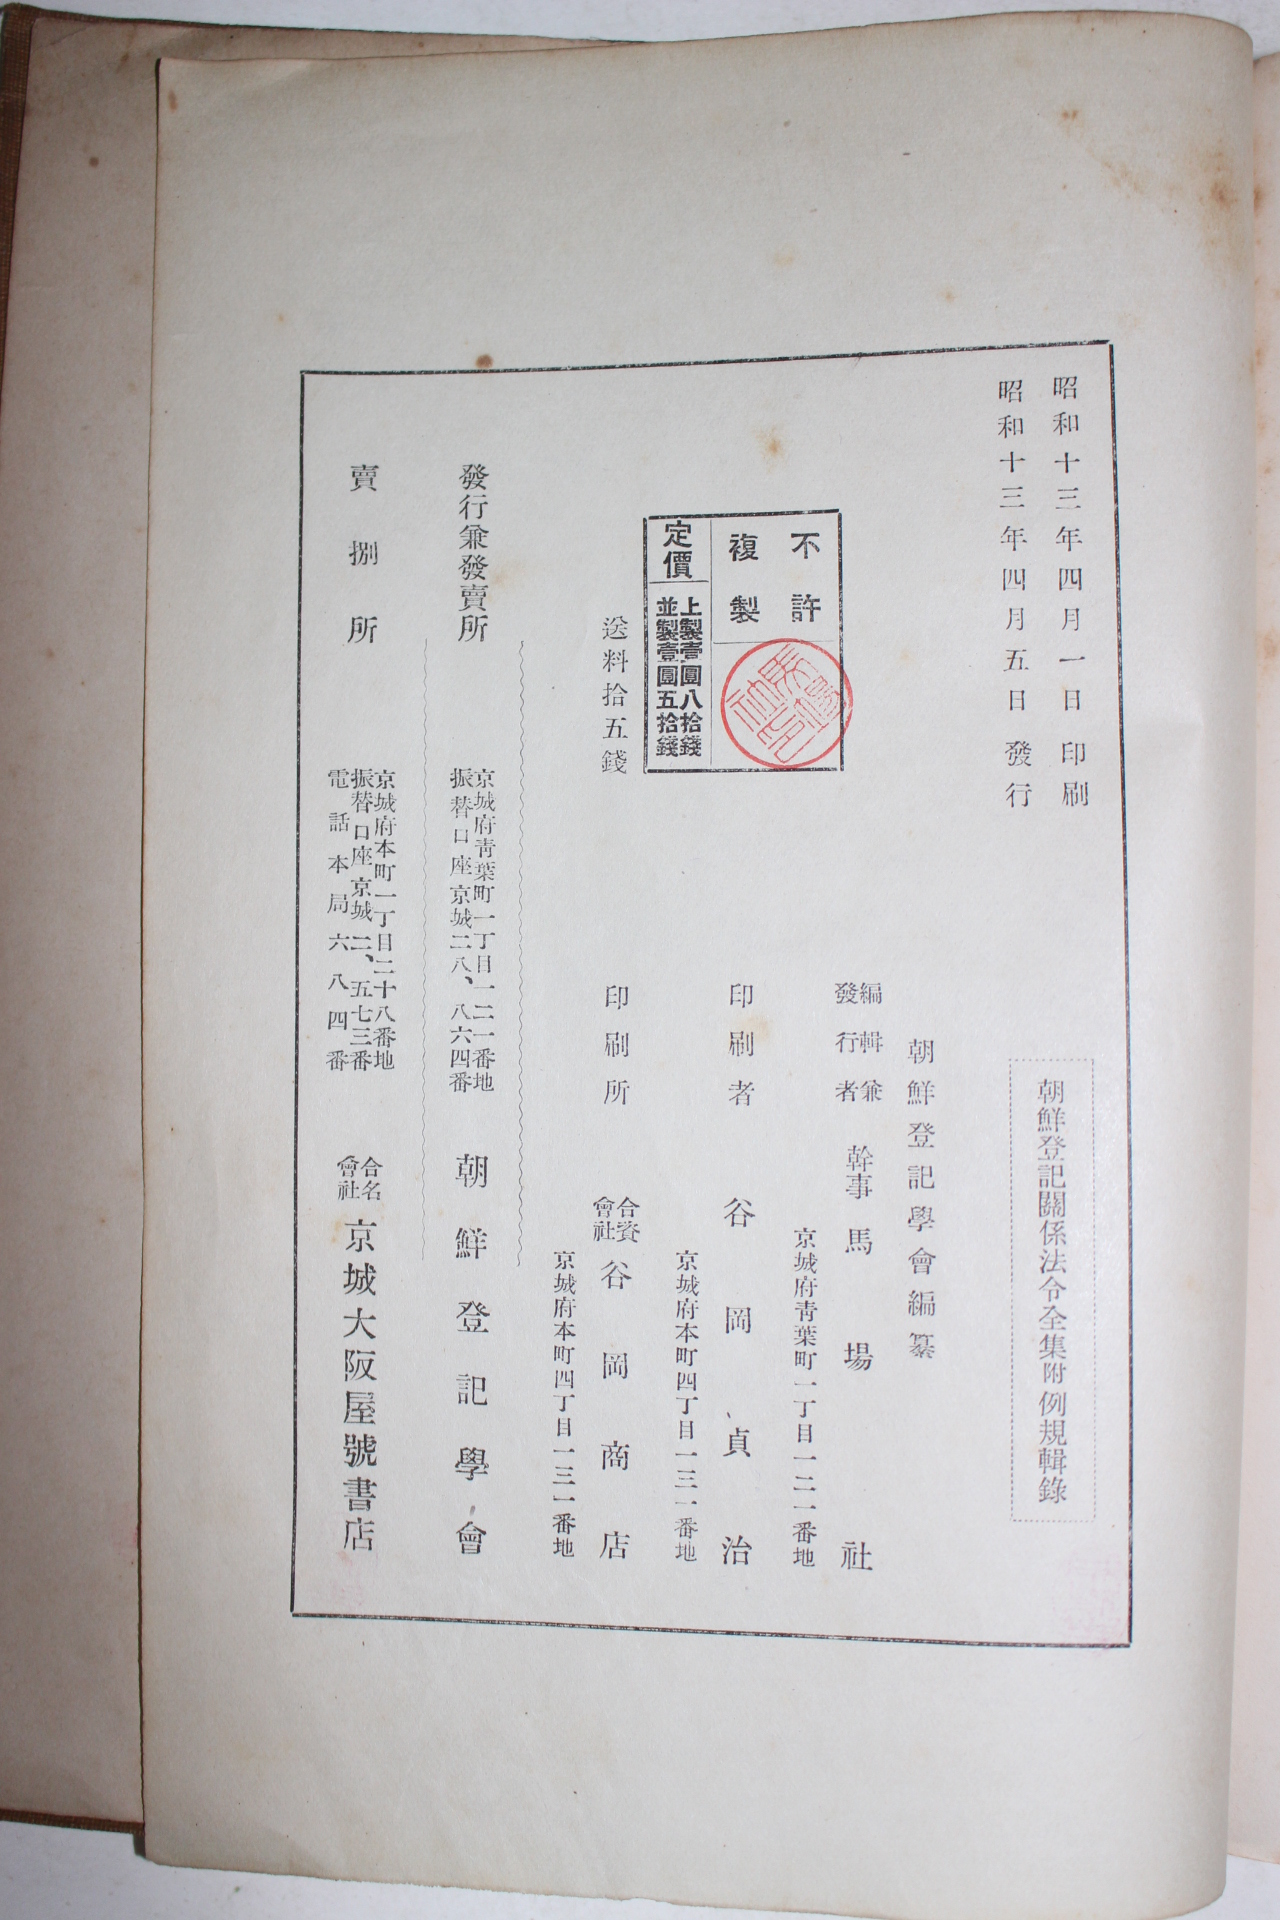 昭和十三年四月一日印刷
昭和十三年四月五日發行
朝鮮登記關係法令全集附例規輯錄
不許
複製
定價
上製壹圓八拾錢
並製壹圓五拾錢
送料拾五錢
朝鮮登記學會編纂
編輯兼
發行者
幹事
馬場社
京城府靑葉町一丁目一二一番地
印刷者
谷岡貞治
京城府本町四丁目一三一番地
印刷所
合資
會社
谷岡商店
京城府本町四丁目一三一番地
發行兼發賣所
京城府靑葉町一丁目一二一番地
振替口座京城二八、八六四番
朝鮮登記學會
賣捌所
京城府本町一丁目二十八番地
振替口座京城二、五七三番
電話本局六八四番
合名
會社
京城大阪屋號書店